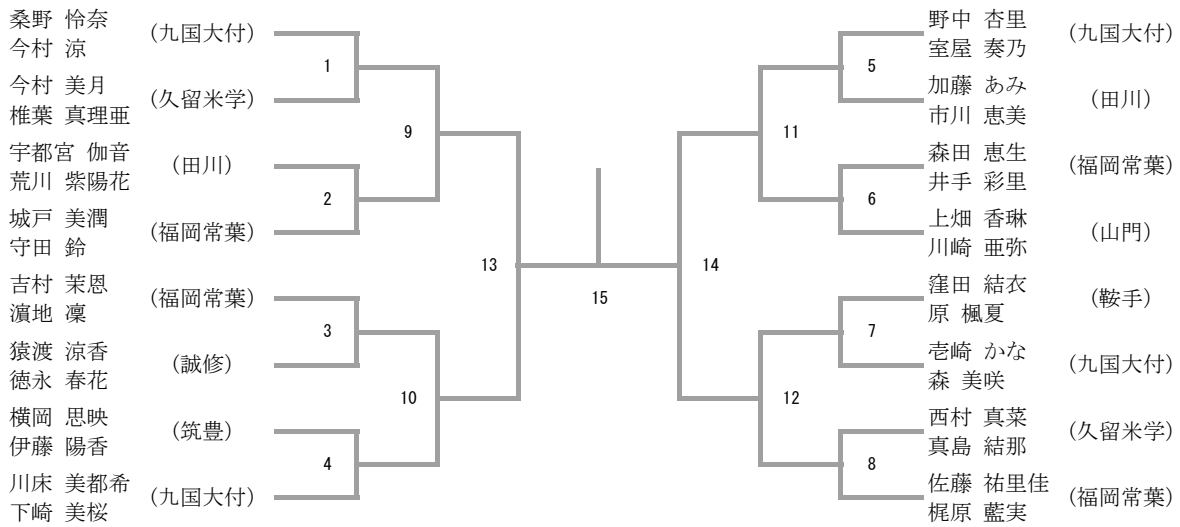 桑野 怜奈
今村 涼
(九国大付)
今村 美月
椎葉 真理亜
(久留米学)
宇都宮 伽音
荒川 紫陽花
(田川)
城戸 美潤
守田 鈴
(福岡常葉)
吉村 茉恩
濵地 凜
(福岡常葉)
猿渡 涼香
徳永 春花
(誠修)
横岡 思映
伊藤 陽香
(筑豊)
川床 美都希
下崎 美桜
(九国大付)
1
2
3
4
9
10
13
15
14
11
12
5
6
7
8
野中 杏里
室屋 奏乃
(九国大付)
加藤 あみ
市川 恵美
(田川)
森田 恵生
井手 彩里
(福岡常葉)
上畑 香琳
川崎 亜弥
(山門)
窪田 結衣
原 楓夏
(鞍手)
壱崎 かな
森 美咲
(九国大付)
西村 真菜
真島 結那
(久留米学)
佐藤 祐里佳
梶原 藍実
(福岡常葉)